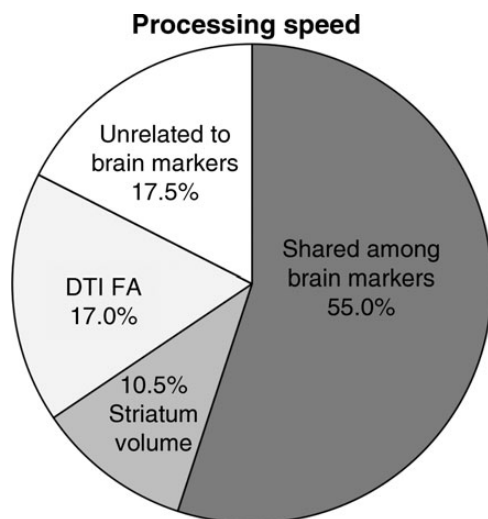 Processing speed
Unrelated to
brain markers
17.5%
Shared among
brain markers
55.0%
DTI FA
17.0%
10.5%
Striatum
volume